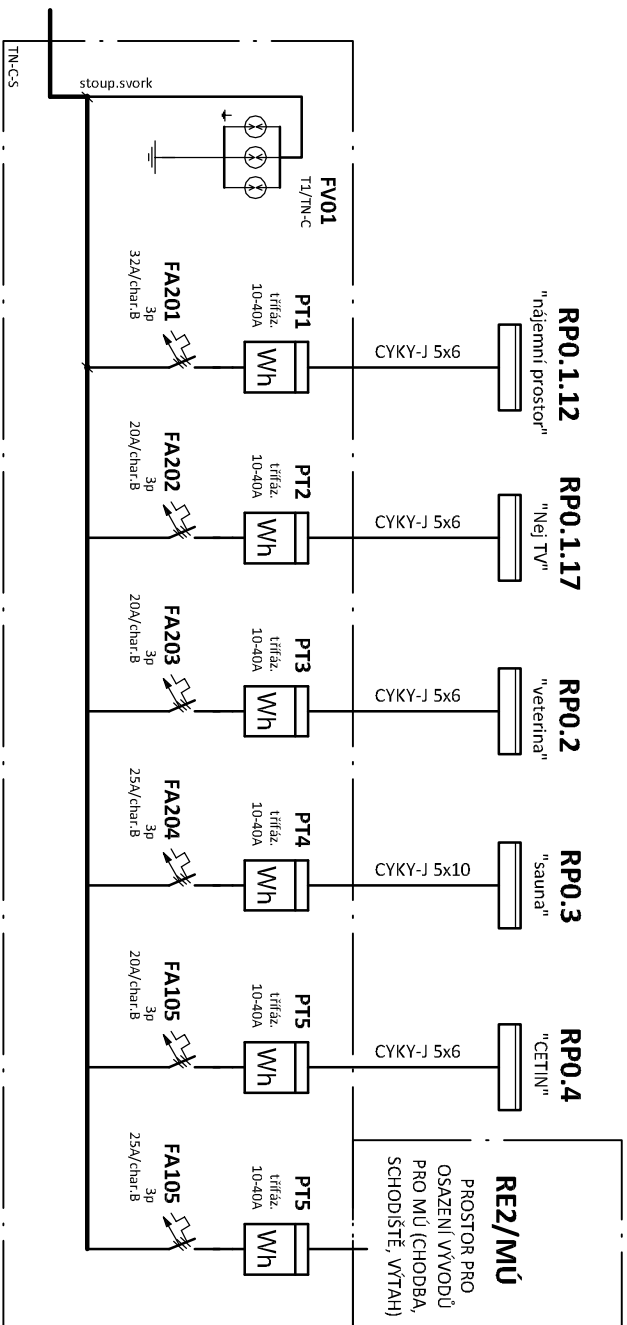 RP0.1.12
"nájemní prostor"
RP0.1.17
"Nej TV"
RP0.2
"veterina"
RP0.3
"sauna"
RP0.4
"CETIN"
RE2/MÚ
PROSTOR PRO
OSAZENÍ VÝVODŮ
PRO MÚ (CHODBA,
SCHODIŠTĚ, VÝTAH)
CYKY-J 5x6
CYKY-J 5x6
CYKY-J 5x6
CYKY-J 5x10
CYKY-J 5x6
FV01
T1/TN-C
PT1
třífáz.
10-40A
Wh
PT2
třífáz.
10-40A
Wh
PT3
třífáz.
10-40A
Wh
PT4
třífáz.
10-40A
Wh
PT5
třífáz.
10-40A
Wh
PT5
třífáz.
10-40A
Wh
FA201
3p
32A/char.B
FA202
3p
20A/char.B
FA203
3p
20A/char.B
FA204
3p
25A/char.B
FA105
3p
20A/char.B
FA105
3p
25A/char.B
stoup.svork
TN-C-S